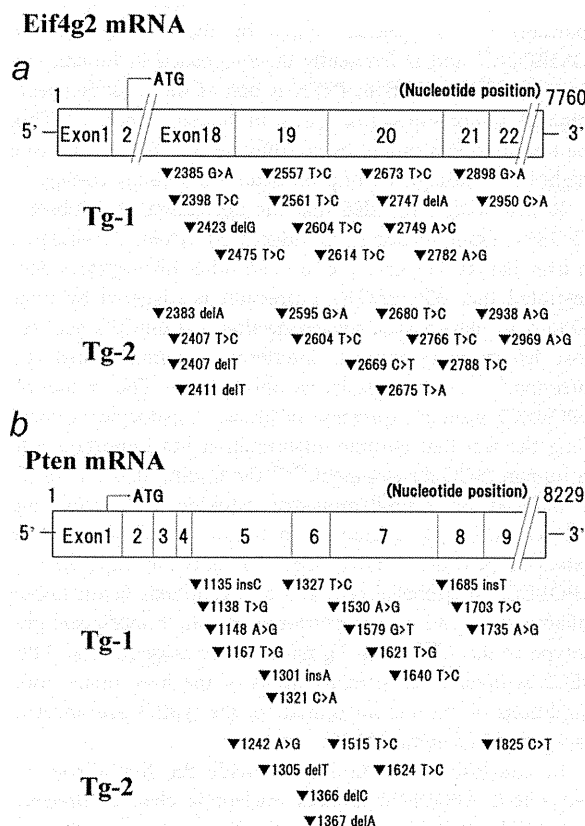 Eif4g2 mRNA
a
ATG
1 (Nucleotide position) 7760
5' Exon1 2 Exon18 19 20 21 22 3'
Tg-1
▼2385 G>A ▼2557 T>C ▼2673 T>C ▼2898 G>A
▼2398 T>C ▼2561 T>C ▼2747 delA ▼2950 C>A
▼2423 delG ▼2604 T>C ▼2749 A>C
▼2475 T>C ▼2614 T>C ▼2782 A>G
Tg-2
▼2383 delA ▼2595 G>A ▼2680 T>C ▼2938 A>G
▼2407 T>C ▼2604 T>C ▼2766 T>C ▼2969 A>G
▼2407 delT ▼2669 C>T ▼2788 T>C
▼2411 delT ▼2675 T>A
b
Pten mRNA
ATG
1 (Nucleotide position) 8229
5' Exon1 2 3 4 5 6 7 8 9 3'
Tg-1
▼1135 insC ▼1327 T>C ▼1685 insT
▼1138 T>G ▼1530 A>G ▼1703 T>C
▼1148 A>G ▼1579 G>T ▼1735 A>G
▼1167 T>G ▼1621 T>G
▼1301 insA ▼1640 T>C
▼1321 C>A
Tg-2
▼1242 A>G ▼1515 T>C ▼1825 C>T
▼1305 delT ▼1624 T>C
▼1366 delC
▼1367 delA